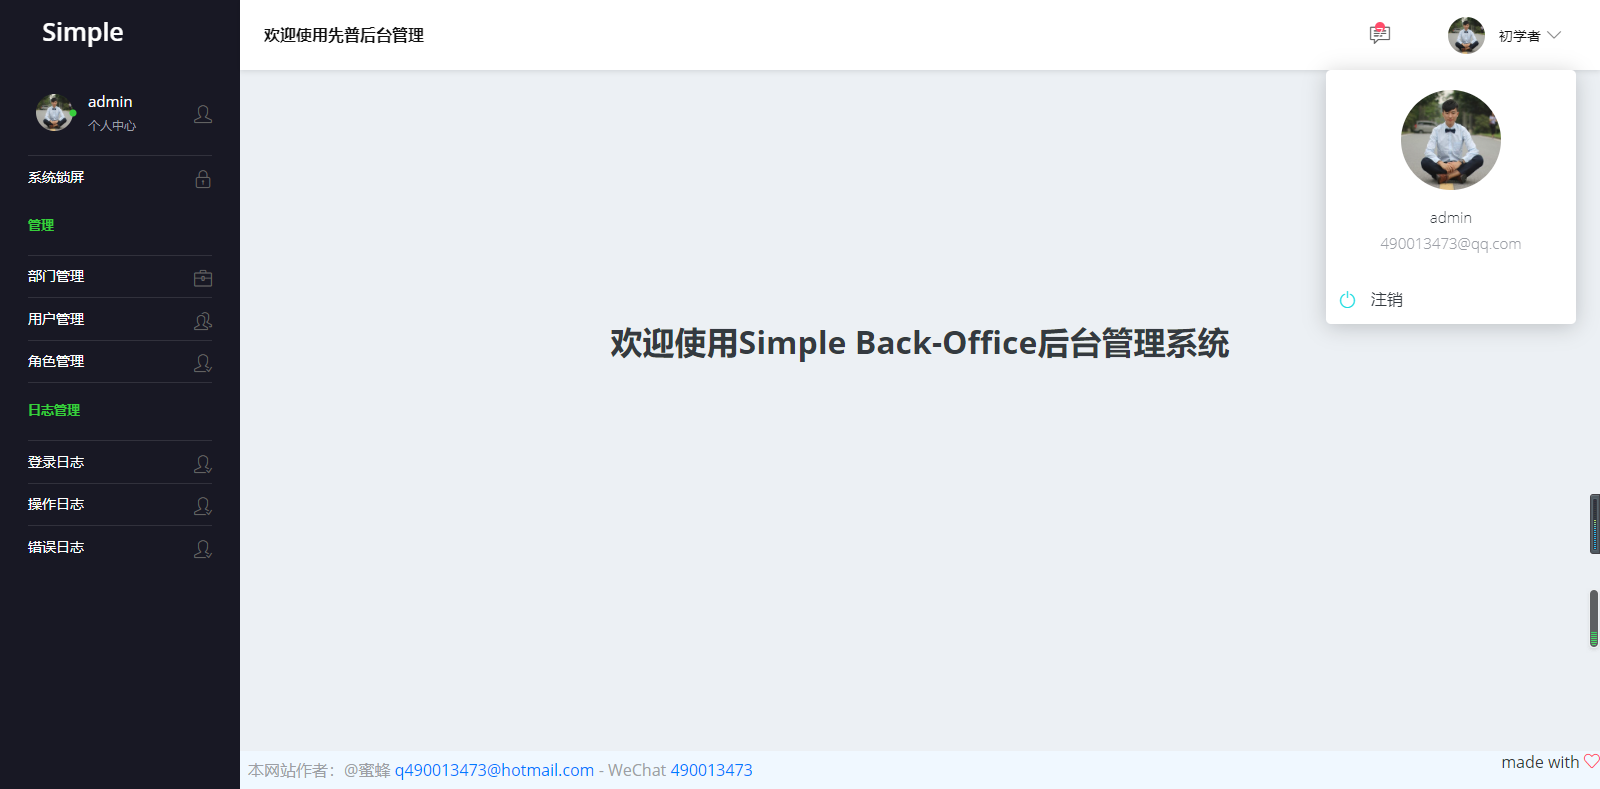 Simple
admin
个人中心
系统锁屏
管理
部门管理
用户管理
角色管理
日志管理
登录日志
操作日志
错误日志
欢迎使用先普后台管理
初学者
admin
490013473@qq.com
注销
欢迎使用Simple Back-Office后台管理系统
本网站作者：@蜜蜂 q490013473@hotmail.com - WeChat 490013473
made with